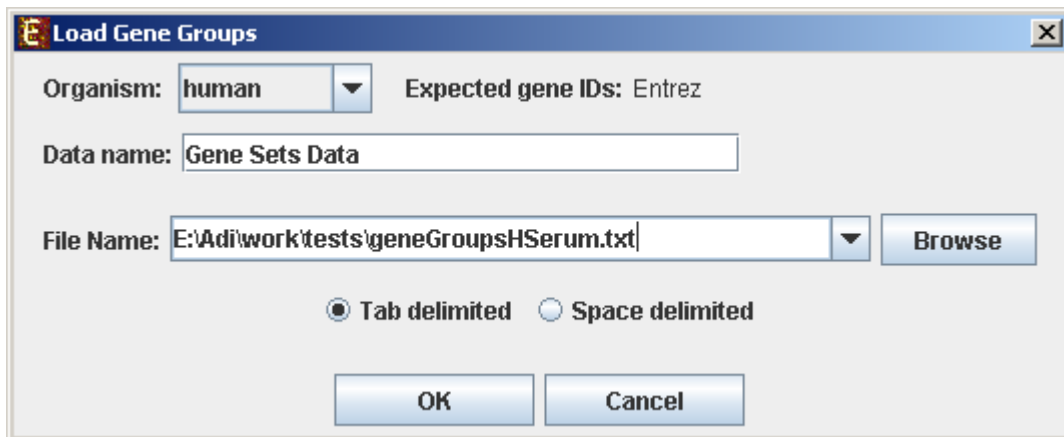 E Load Gene Groups
Organism: human Expected gene IDs: Entrez
Data name: Gene Sets Data
File Name: E:\Adi\work\tests\geneGroupsHSerum.txt Browse
Tab delimited Space delimited
OK Cancel